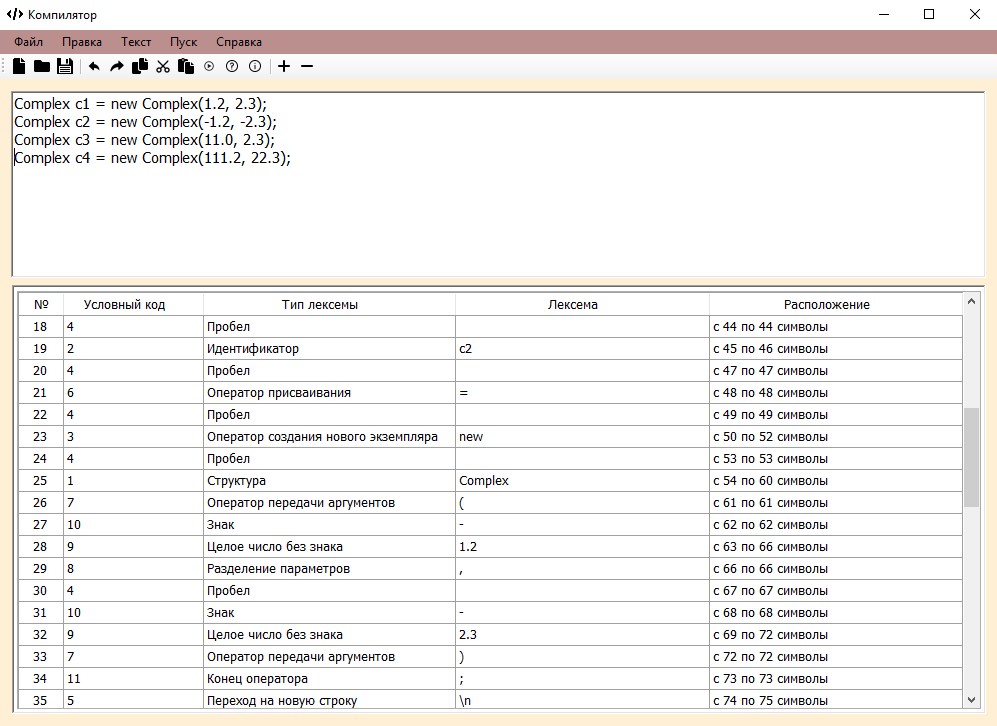 Компилятор
Файл Правка Текст Пуск Справка
Complex c1 = new Complex(1.2, 2.3);
Complex c2 = new Complex(-1.2, -2.3);
Complex c3 = new Complex(11.0, 2.3);
Complex c4 = new Complex(111.2, 22.3);
№ Условный код Тип лексемы Лексема Расположение
18 4 Пробел с 44 по 44 символы
19 2 Идентификатор c2 с 45 по 46 символы
20 4 Пробел с 47 по 47 символы
21 6 Оператор присваивания = с 48 по 48 символы
22 4 Пробел с 49 по 49 символы
23 3 Оператор создания нового экземпляра new с 50 по 52 символы
24 4 Пробел с 53 по 53 символы
25 1 Структура Complex с 54 по 60 символы
26 7 Оператор передачи аргументов ( с 61 по 61 символы
27 10 Знак - с 62 по 62 символы
28 9 Целое число без знака 1.2 с 63 по 66 символы
29 8 Разделение параметров , с 66 по 66 символы
30 4 Пробел с 67 по 67 символы
31 10 Знак - с 68 по 68 символы
32 9 Целое число без знака 2.3 с 69 по 72 символы
33 7 Оператор передачи аргументов ) с 72 по 72 символы
34 11 Конец оператора ; с 73 по 73 символы
35 5 Переход на новую строку \n с 74 по 75 символы